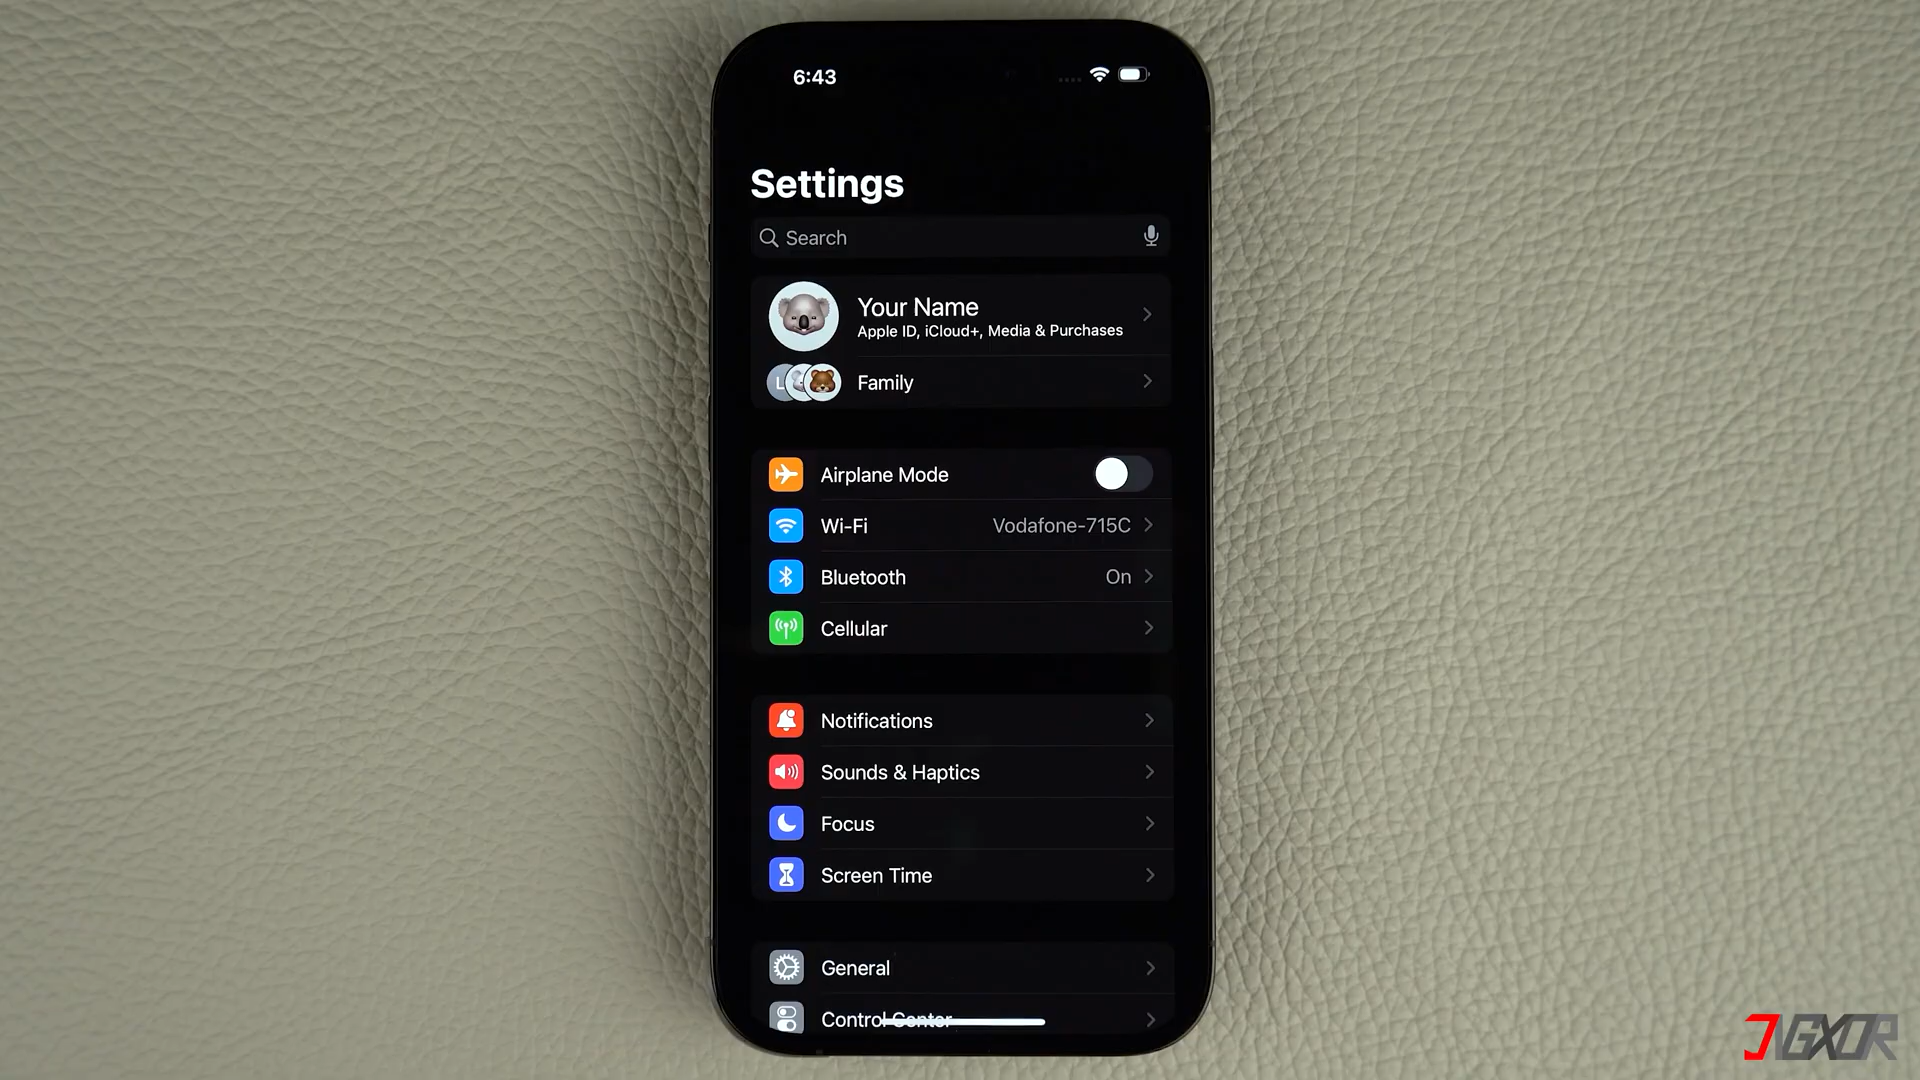 6:43
Settings
Search
Your Name
Apple ID, iCloud+, Media & Purchases
L
Family
Airplane Mode
Wi-Fi Vodafone-715C
Bluetooth On
Cellular
Notifications
Sounds & Haptics
Focus
Screen Time
General
Control Center
JIGXOR